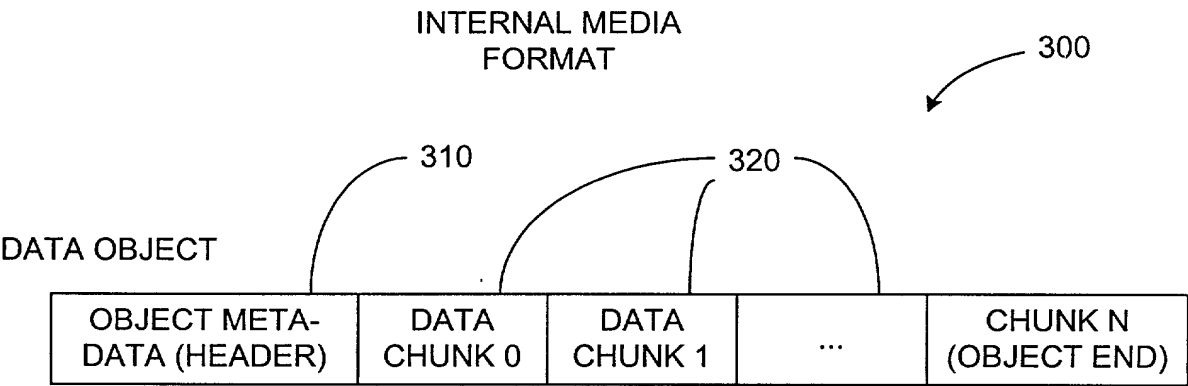 INTERNAL MEDIA
FORMAT
300
310
320
DATA OBJECT
OBJECT META-
DATA (HEADER)
DATA
CHUNK 0
DATA
CHUNK 1
...
CHUNK N
(OBJECT END)